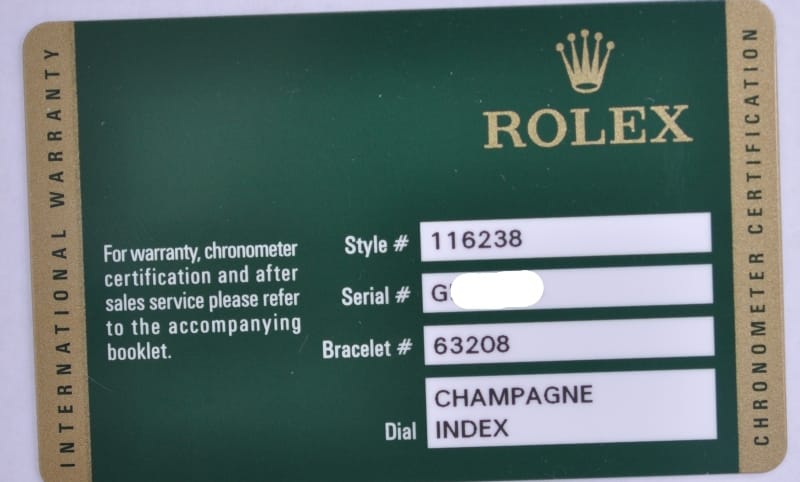 INTERNATIONAL WARRANTY
ROLEX
For warranty, chronometer
certification and after
sales service please refer
to the accompanying
booklet.
Style # 116238
Serial # G
Bracelet # 63208
Dial CHAMPAGNE
INDEX
CHRONOMETER CERTIFICATION